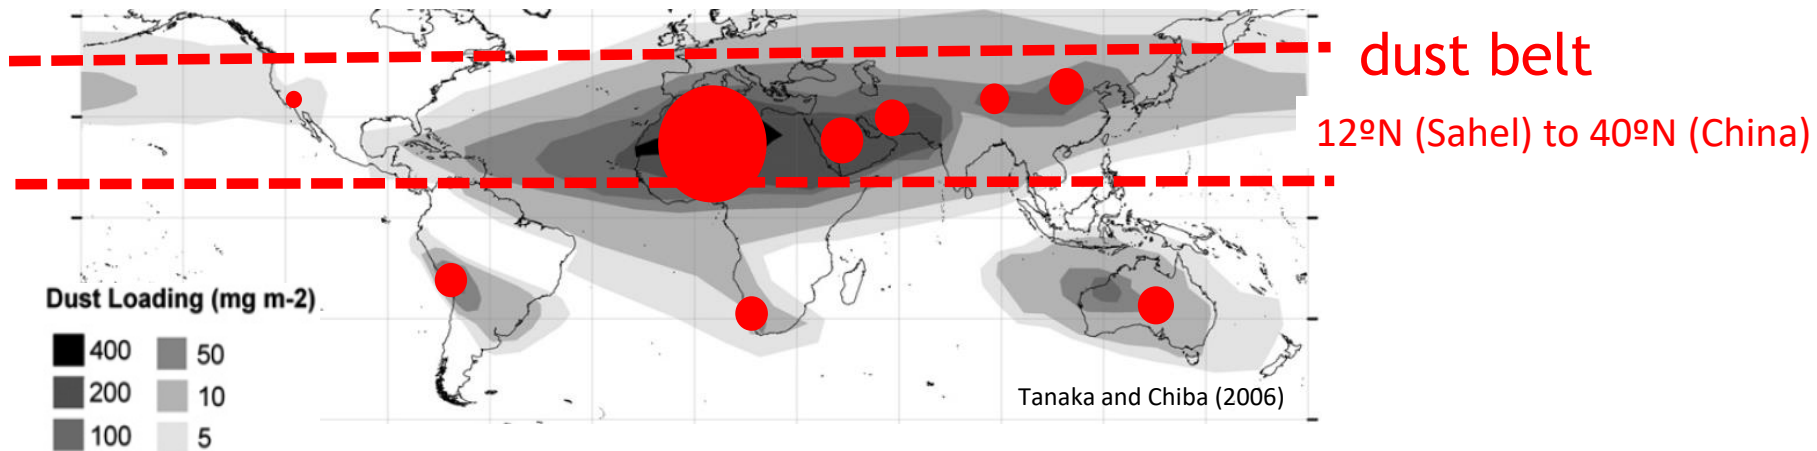 dust belt
12ºN (Sahel) to 40ºN (China)
Dust Loading (mg m-2)
400 50
200 10
100 5
Tanaka and Chiba (2006)